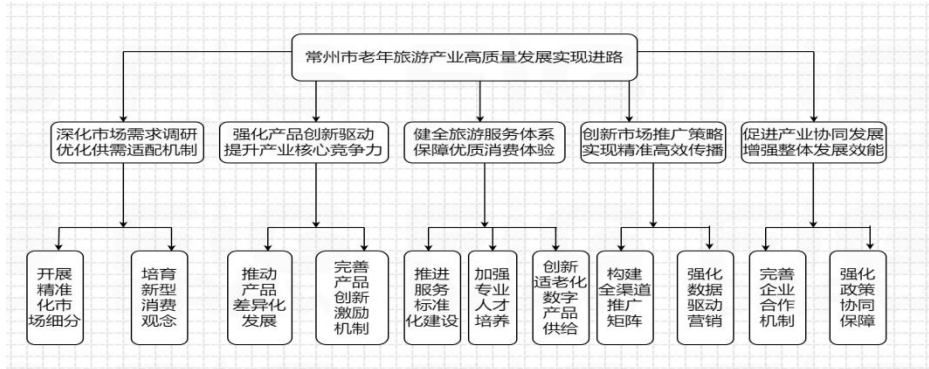 常州市老年旅游产业高质量发展实现进路
深化市场需求调研
优化供需适配机制
强化产品创新驱动
提升产业核心竞争力
健全旅游服务体系
保障优质消费体验
创新市场推广策略
实现精准高效传播
促进产业协同发展
增强整体发展效能
开展
精准
化市
场细分
培育
新型
消费
观念
推动
产品
差异化
发展
完善
产品
创新
激励
机制
推进
服务
标准
化建设
加强
专业
人才
培养
创新
适老化
数字
产品
供给
构建
全渠道
推广
矩阵
强化
数据
驱动
营销
完善
企业
合作
机制
强化
政策
协同
保障